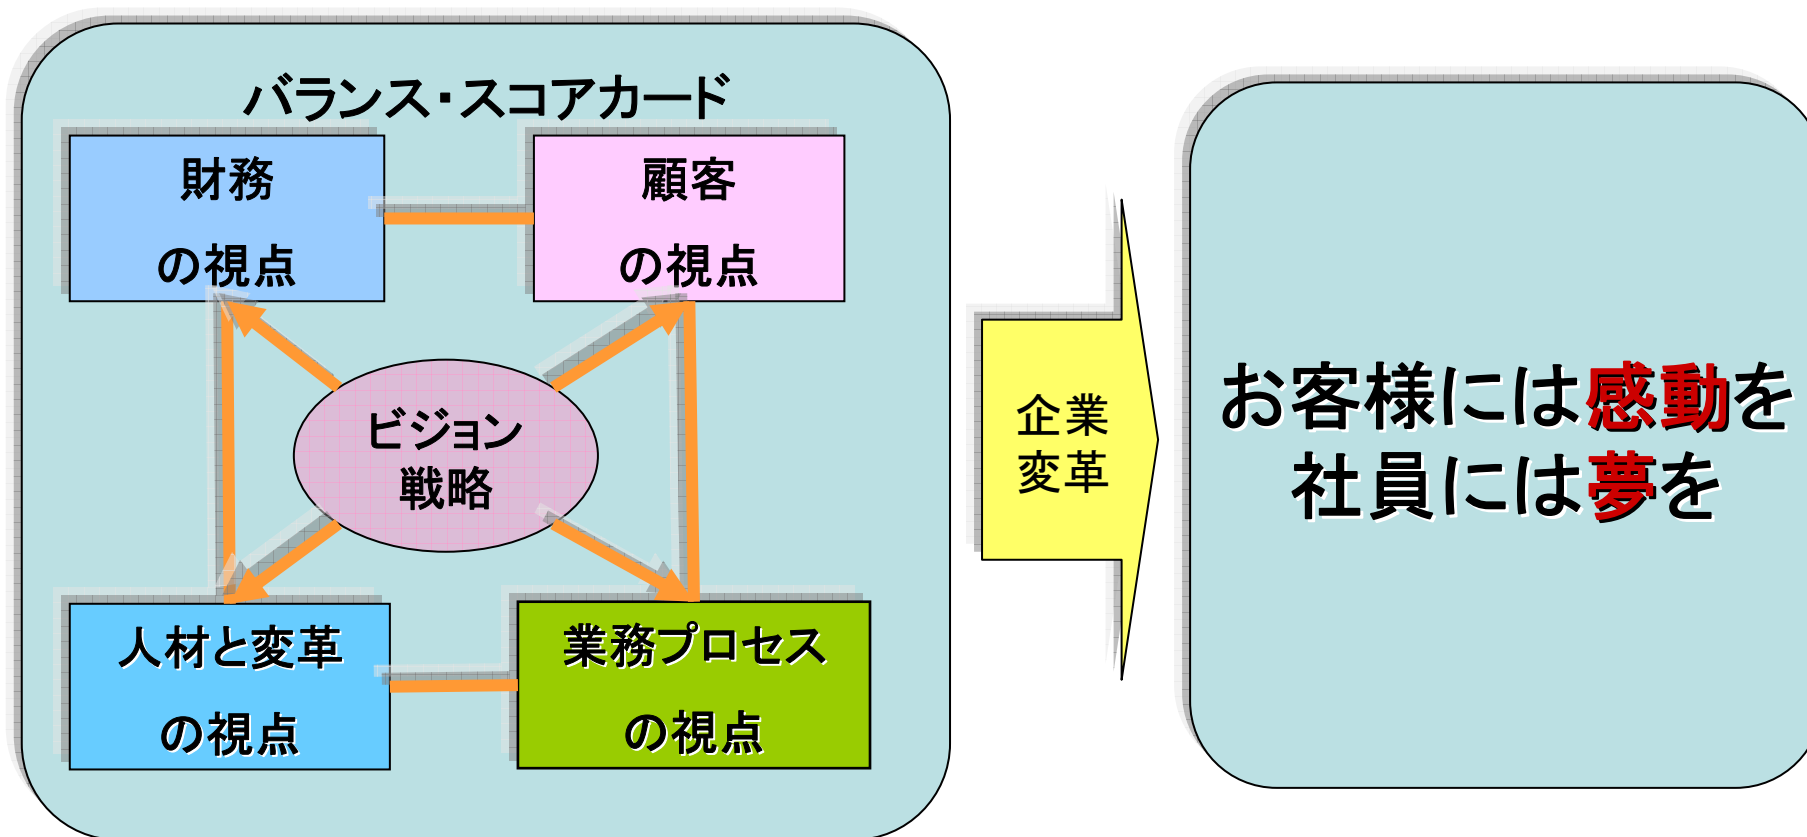 バランス・スコアカード
財務
の視点
顧客
の視点
ビジョン
戦略
人材と変革
の視点
業務プロセス
の視点
企業
変革
お客様には感動を
社員には夢を